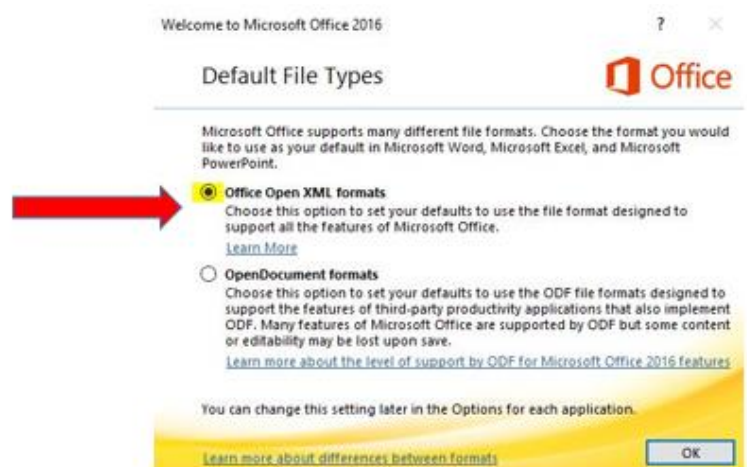 Welcome to Microsoft Office 2016
?
Default File Types
Office
Microsoft Office supports many different file formats. Choose the format you would
like to use as your default in Microsoft Word, Microsoft Excel, and Microsoft
PowerPoint.
Office Open XML formats
Choose this option to set your defaults to use the file format designed to
support all the features of Microsoft Office.
Learn More
OpenDocument formats
Choose this option to set your defaults to use the ODF file formats designed to
support the features of third-party productivity applications that also implement
ODF. Many features of Microsoft Office are supported by ODF but some content
or editability may be lost upon save.
Learn more about the level of support by ODF for Microsoft Office 2016 features
You can change this setting later in the Options for each application.
Learn more about differences between formats
OK